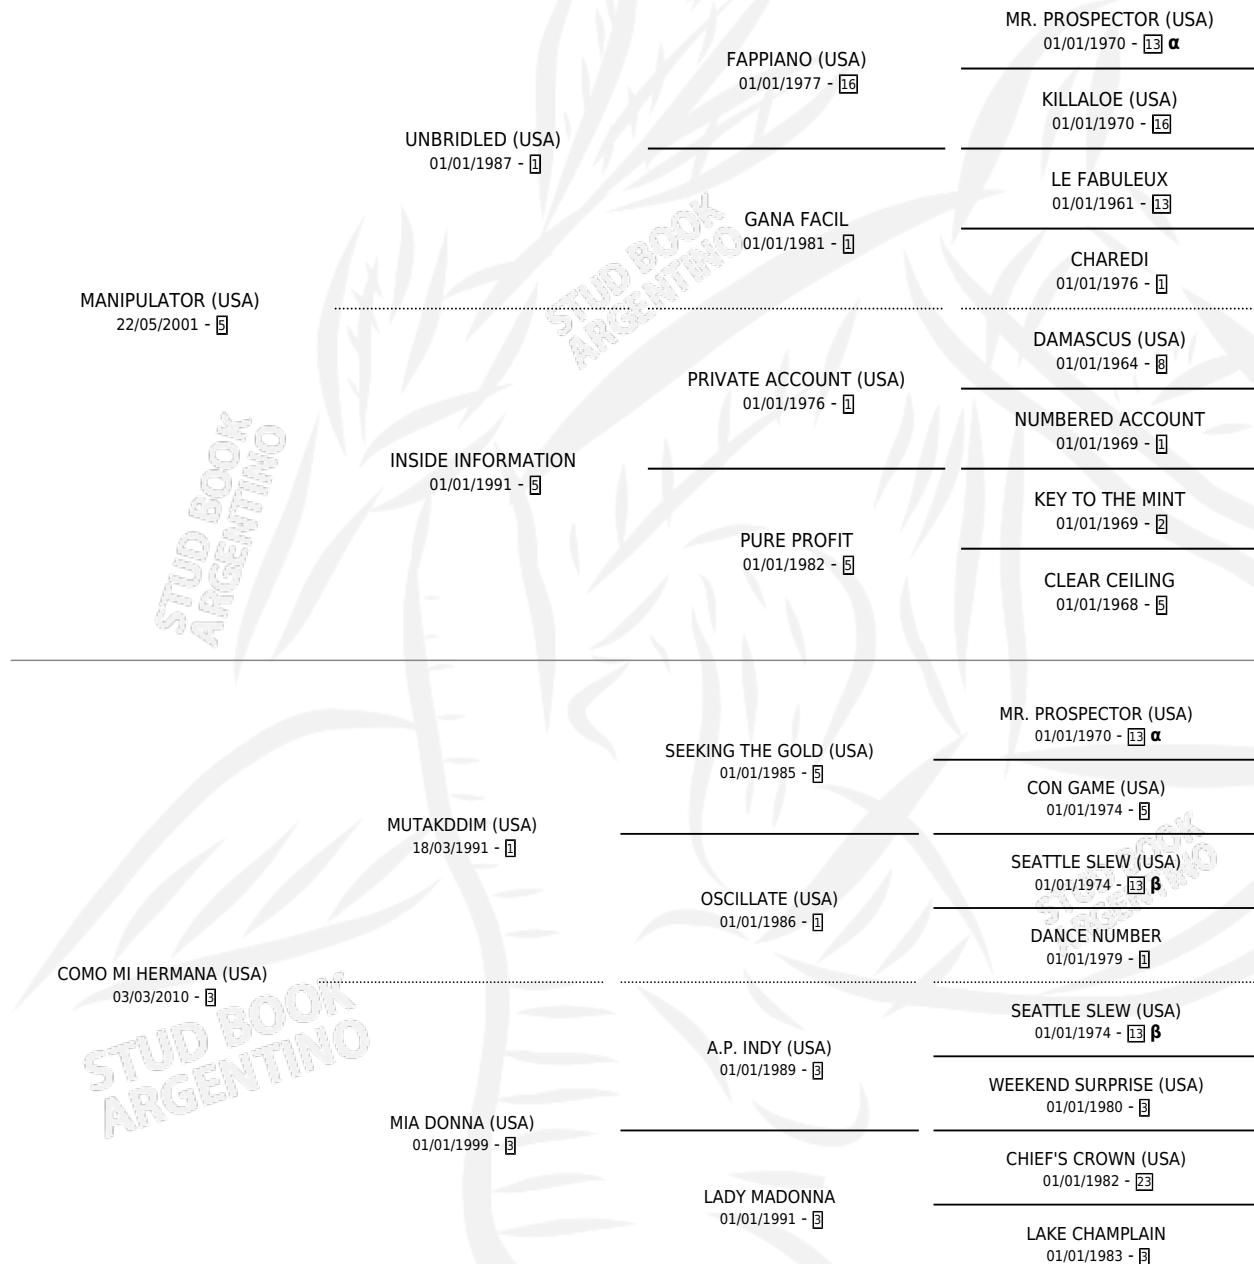 MR. PROSPECTOR (USA)
01/01/1970 - 13 α
FAPPIANO (USA)
01/01/1977 - 16
KILLALOE (USA)
01/01/1970 - 16
UNBRIDLED (USA)
01/01/1987 - 1
LE FABULEUX
01/01/1961 - 13
GANA FACIL
01/01/1981 - 1
CHAREDI
01/01/1976 - 1
MANIPULATOR (USA)
22/05/2001 - 5
DAMASCUS (USA)
01/01/1964 - 8
PRIVATE ACCOUNT (USA)
01/01/1976 - 1
NUMBERED ACCOUNT
01/01/1969 - 1
INSIDE INFORMATION
01/01/1991 - 5
KEY TO THE MINT
01/01/1969 - 2
PURE PROFIT
01/01/1982 - 5
CLEAR CEILING
01/01/1968 - 5
MR. PROSPECTOR (USA)
01/01/1970 - 13 α
SEEKING THE GOLD (USA)
01/01/1985 - 5
CON GAME (USA)
01/01/1974 - 5
MUTAKDDIM (USA)
18/03/1991 - 1
SEATTLE SLEW (USA)
01/01/1974 - 13 β
OSCILLATE (USA)
01/01/1986 - 1
DANCE NUMBER
01/01/1979 - 1
COMO MI HERMANA (USA)
03/03/2010 - 3
SEATTLE SLEW (USA)
01/01/1974 - 13 β
A.P. INDY (USA)
01/01/1989 - 3
WEEKEND SURPRISE (USA)
01/01/1980 - 3
MIA DONNA (USA)
01/01/1999 - 3
CHIEF'S CROWN (USA)
01/01/1982 - 23
LADY MADONNA
01/01/1991 - 3
LAKE CHAMPLAIN
01/01/1983 - 3
STUD BOOK
ARGENTINO
STUD BOOK
ARGENTINO
STUD BOOK
ARGENTINO
STUD BOOK
ARGENTINO